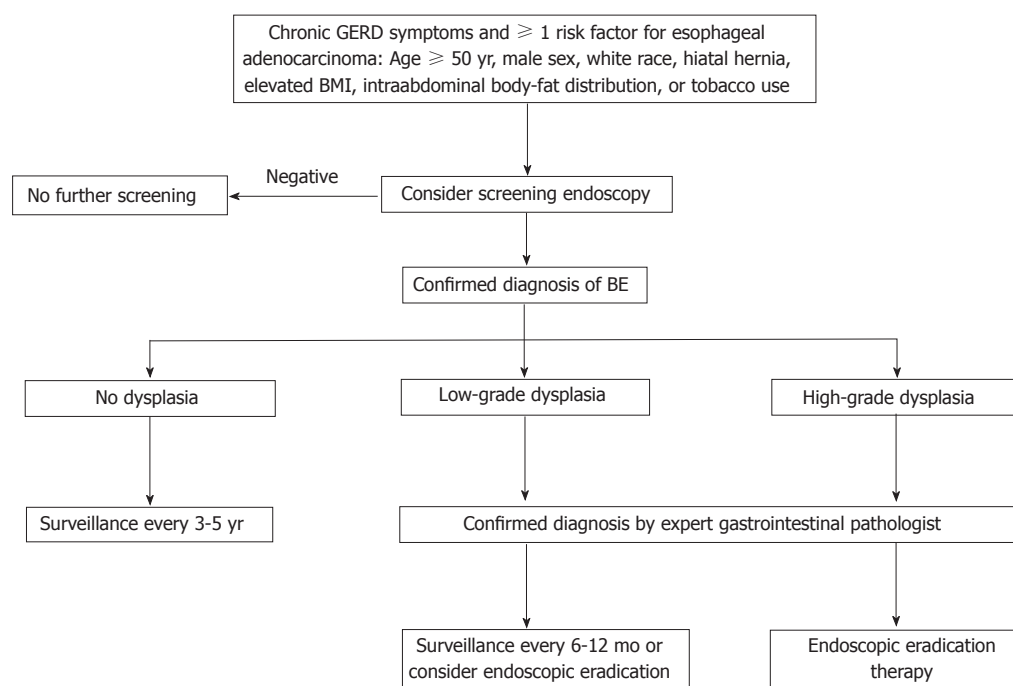 Chronic GERD symptoms and ⩾ 1 risk factor for esophageal
adenocarcinoma: Age ⩾ 50 yr, male sex, white race, hiatal hernia,
elevated BMI, intraabdominal body-fat distribution, or tobacco use
Negative
No further screening
Consider screening endoscopy
Confirmed diagnosis of BE
No dysplasia
Low-grade dysplasia
High-grade dysplasia
Surveillance every 3-5 yr
Confirmed diagnosis by expert gastrointestinal pathologist
Surveillance every 6-12 mo or
consider endoscopic eradication
Endoscopic eradication
therapy